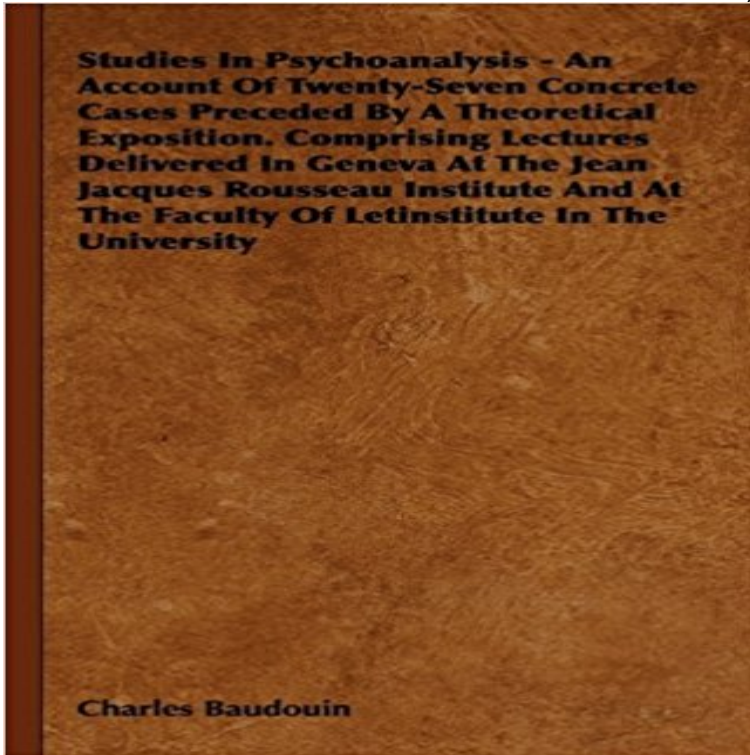 Studies In Psychoanalysis - An
Account Of Twenty-Seven Concrete
Cases Preceded By A Theoretical
Exposition. Comprising Lectures
Delivered In Geneva At The Jean
Jacques Rousseau Institute And At
The Faculty Of Letinstitute In The
University
Charles Baudouin